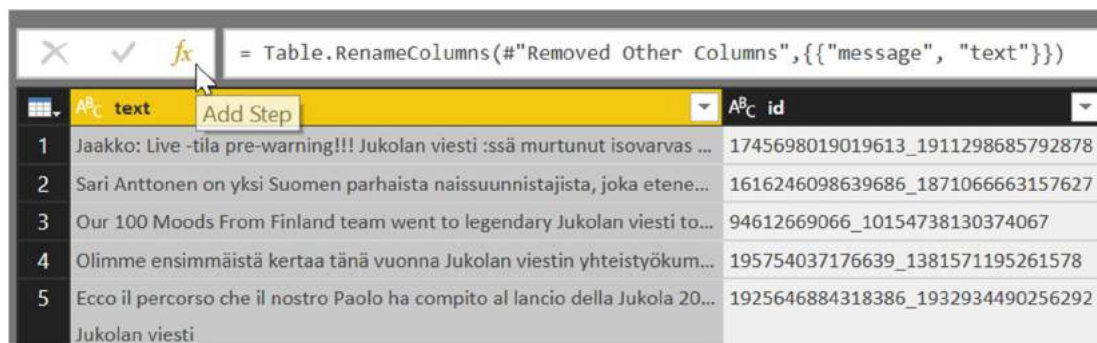 fx = Table.RenameColumns(#"Removed Other Columns",{{"message", "text"}})
ABC text Add Step ABC id
1 Jaakko: Live -tila pre-warning!!! Jukolan viesti :ssä murtunut isovarvas ... 1745698019019613_1911298685792878
2 Sari Anttonen on yksi Suomen parhaista naissuunnistajista, joka etene... 1616246098639686_1871066663157627
3 Our 100 Moods From Finland team went to legendary Jukolan viesti to... 94612669066_10154738130374067
4 Olimme ensimmäistä kertaa tänä vuonna Jukolan viestin yhteistyökum... 195754037176639_1381571195261578
5 Ecco il percorso che il nostro Paolo ha compito al lancio della Jukola 20... 1925646884318386_1932934490256292
Jukolan viesti